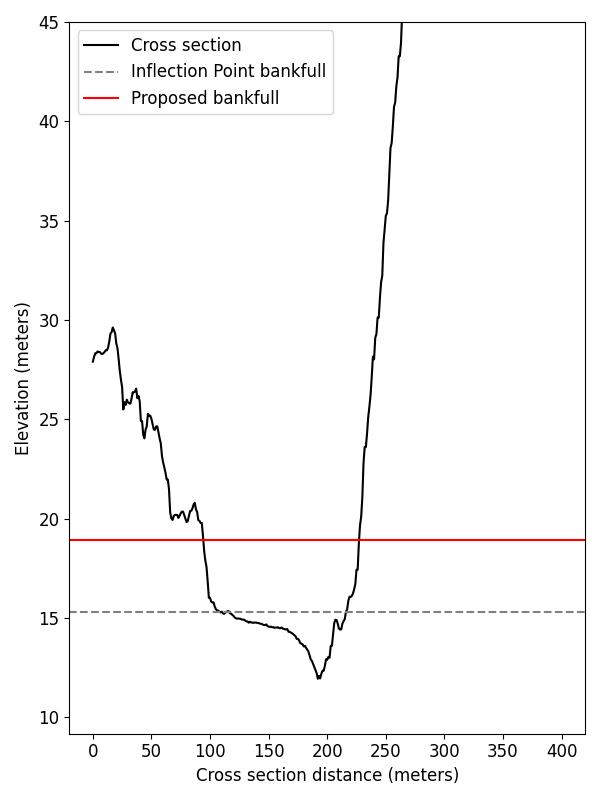 Cross section
Inflection Point bankfull
Proposed bankfull
45
40
35
30
25
20
15
10
Elevation (meters)
0 50 100 150 200 250 300 350 400
Cross section distance (meters)